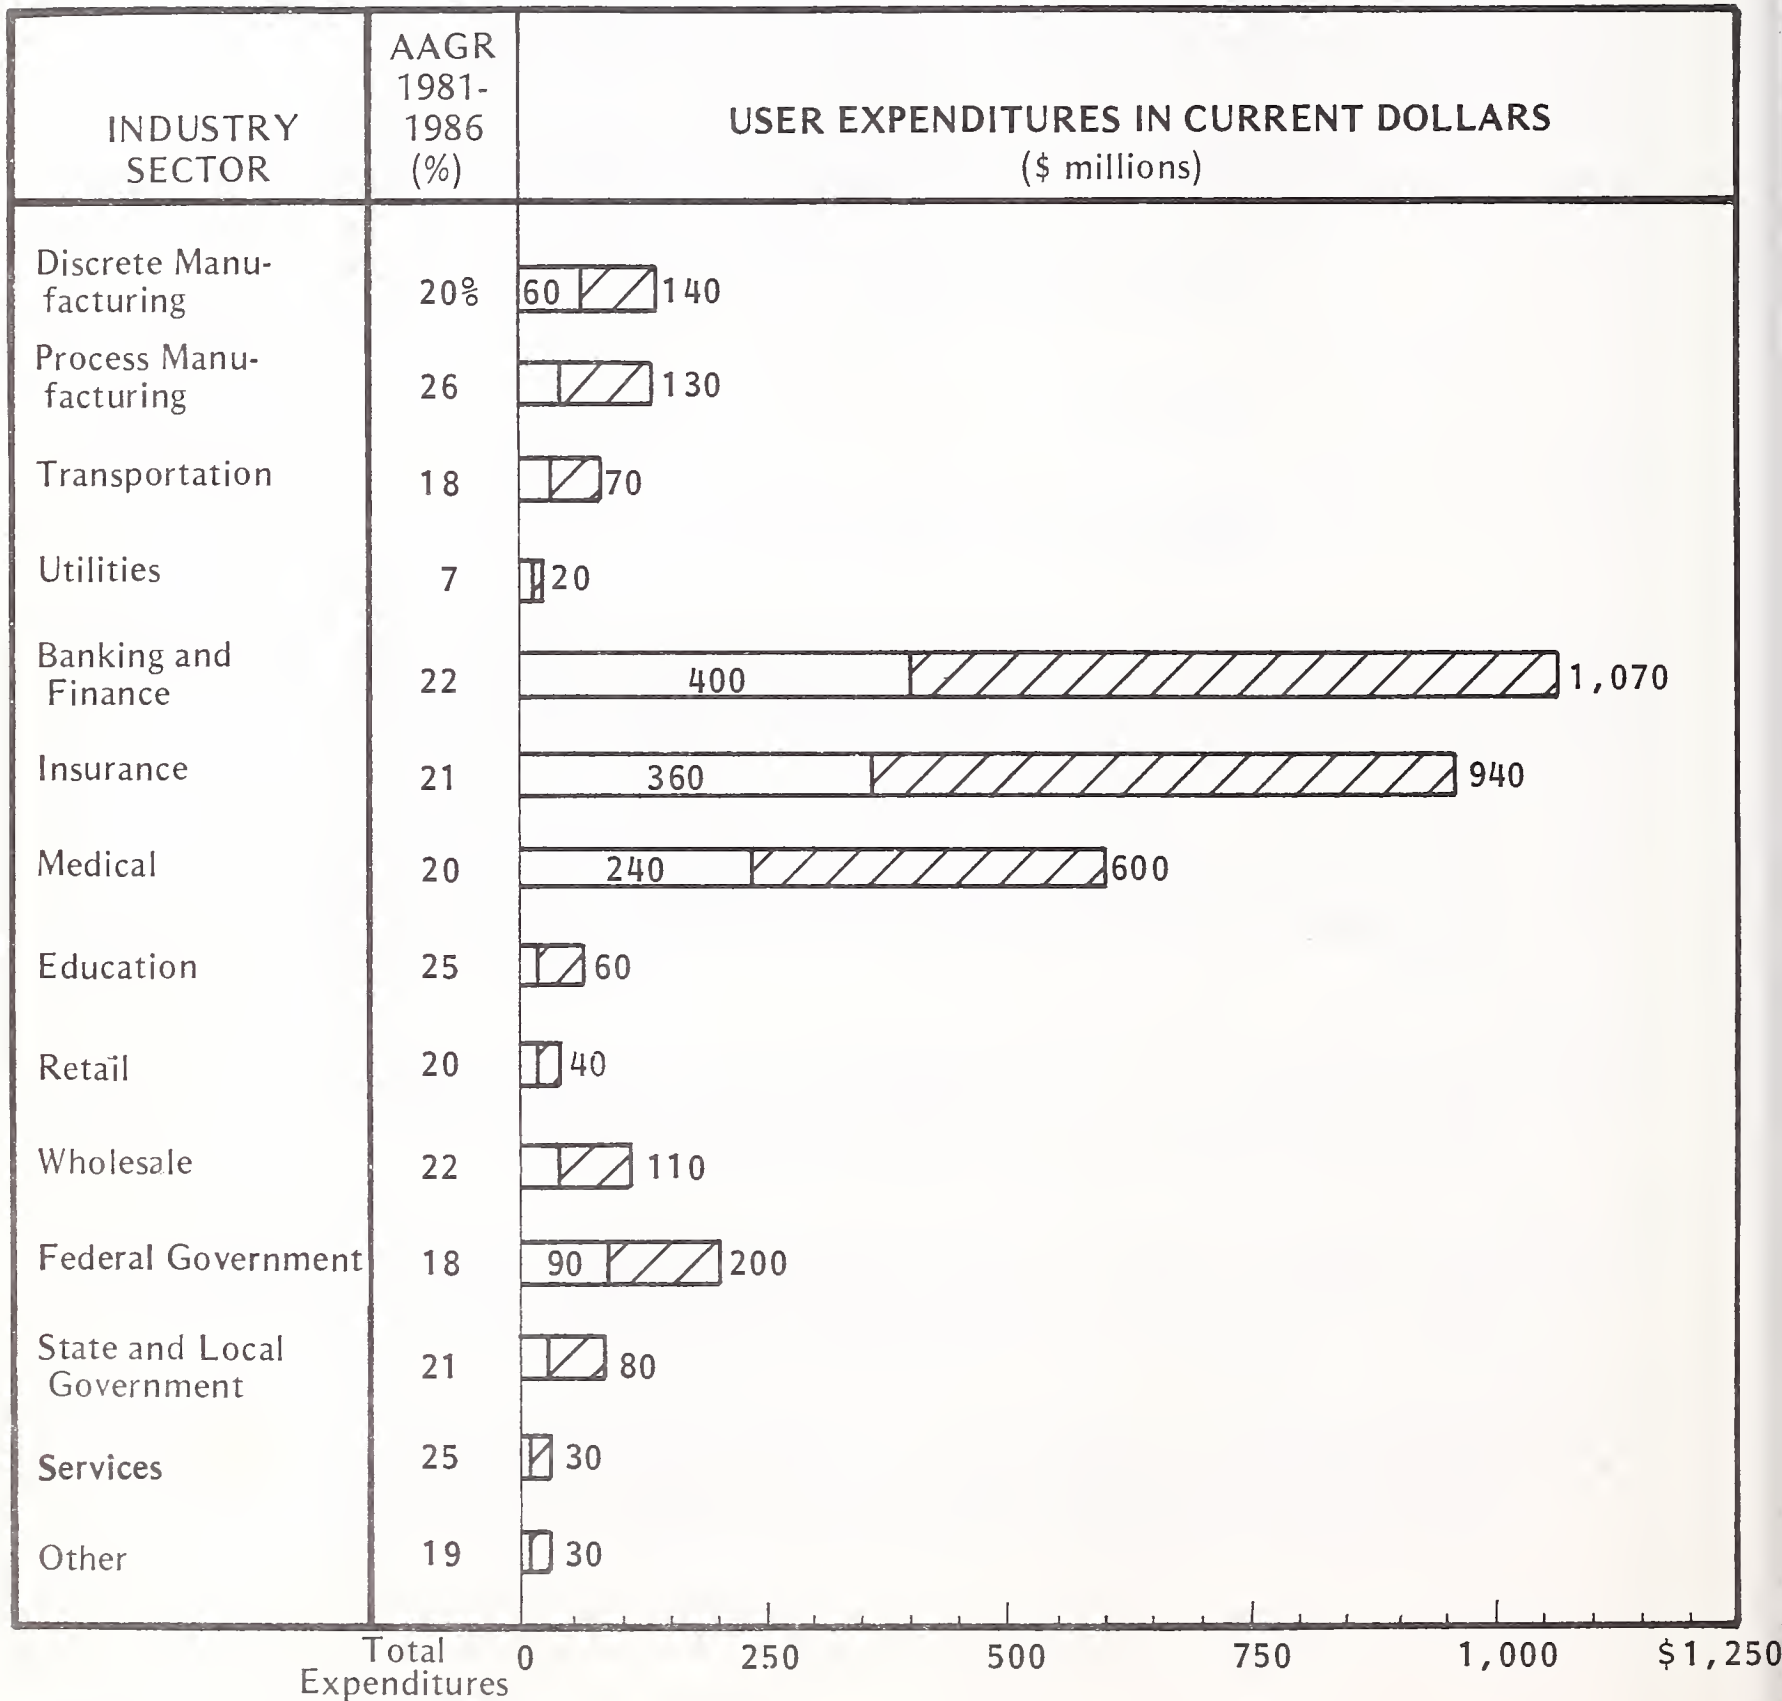 INDUSTRY
SECTOR
AAGR
1981-
1986
(%)
USER EXPENDITURES IN CURRENT DOLLARS
($ millions)
Discrete Manu-
facturing
20%
60
140
Process Manu-
facturing
26
130
Transportation
18
70
Utilities
7
20
Banking and
Finance
22
400
1,070
Insurance
21
360
940
Medical
20
240
600
Education
25
60
Retail
20
40
Wholesale
22
110
Federal Government
18
90
200
State and Local
Government
21
80
Services
25
30
Other
19
30
Total
Expenditures
0
250
500
750
1,000
$1,250